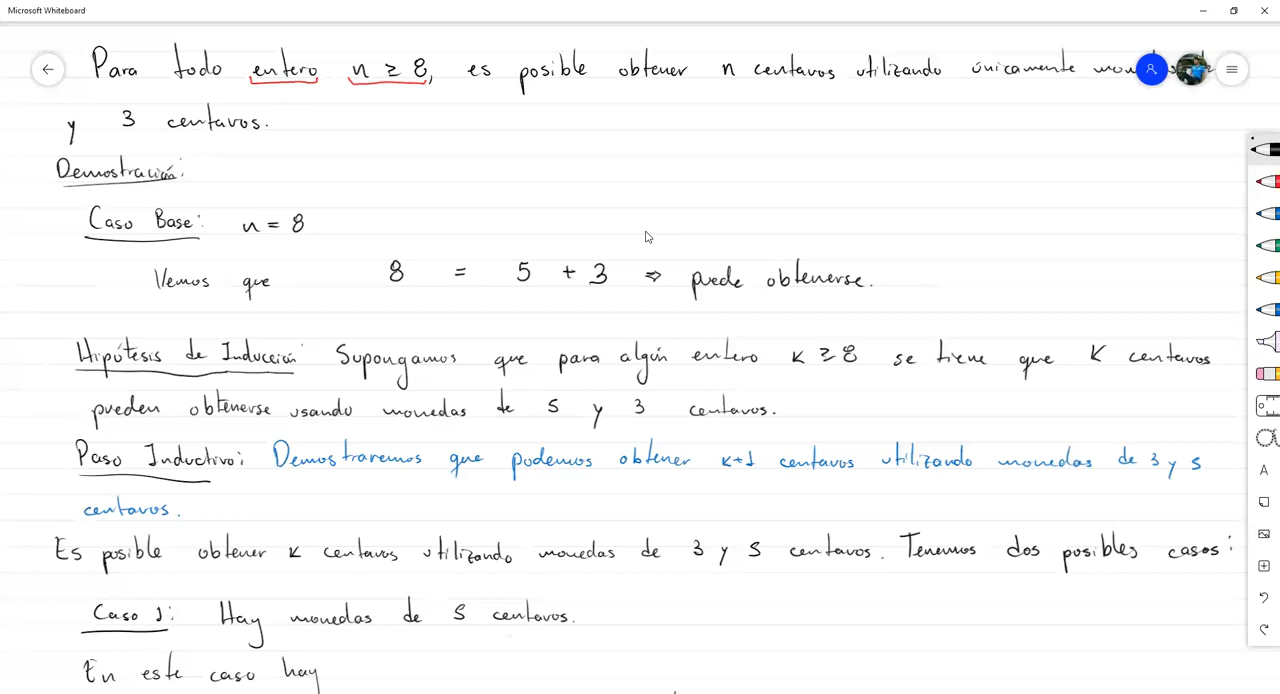 Microsoft Whiteboard
Para todo entero n ≥ 8, es posible obtener n centavos utilizando únicamente
y 3 centavos.
Demostración:
Caso Base: n = 8
Vemos que 8 = 5 + 3 ⇒ puede obtenerse.
Hipótesis de Inducción: Supongamos que para algún entero k ≥ 8 se tiene que k centavos
pueden obtenerse usando monedas de 5 y 3 centavos.
Paso Inductivo: Demostraremos que podemos obtener k+1 centavos utilizando monedas de 3 y 5
centavos.
Es posible obtener k centavos utilizando monedas de 3 y 5 centavos. Tenemos dos posibles casos:
Caso 1: Hay monedas de 5 centavos.
En este caso hay